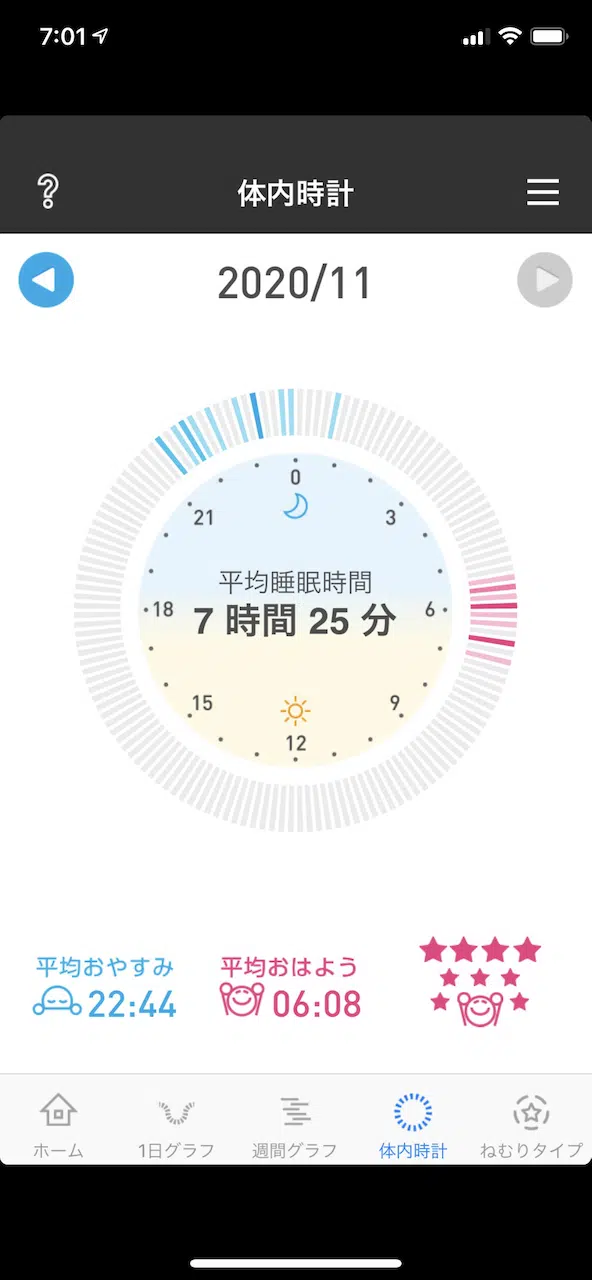 7:01
体内時計
2020/11
0
21
3
平均睡眠時間
18
7 時間 25 分
6
15
9
12
平均おやすみ
平均おはよう
22:44
06:08
ホーム
1日グラフ
週間グラフ
体内時計
ねむりタイプ